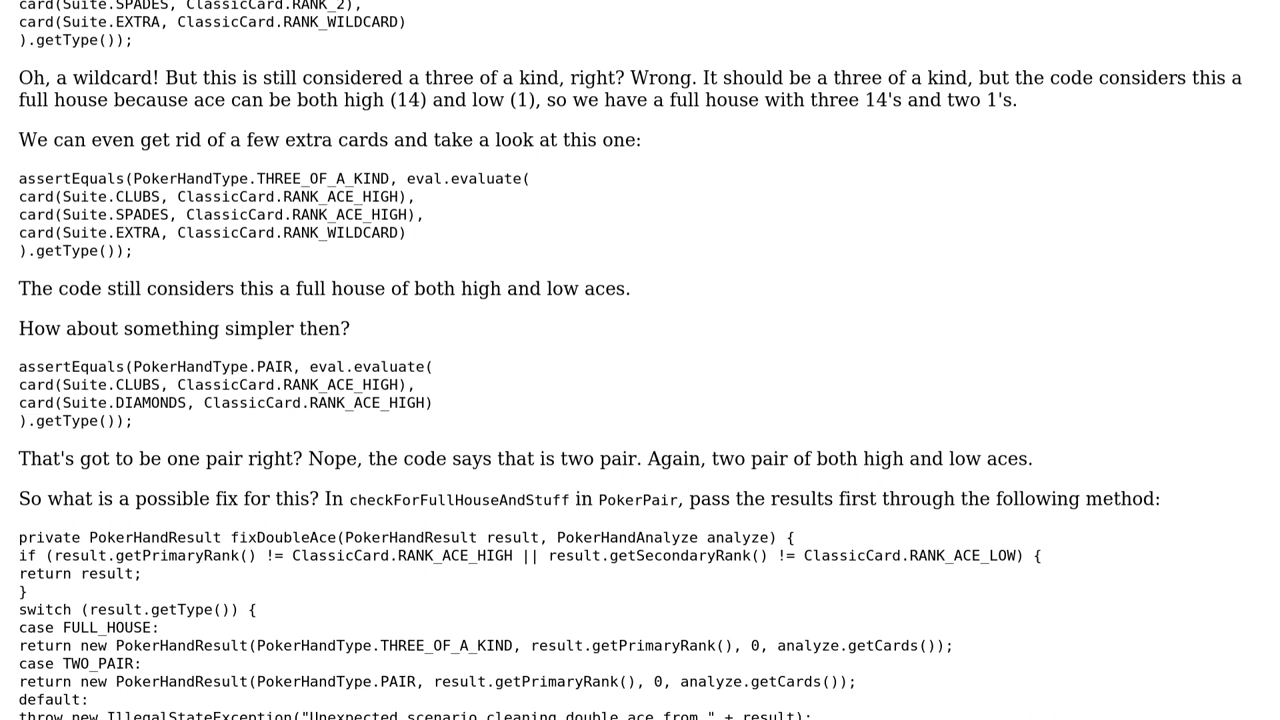 card(Suite.SPADES, ClassicCard.RANK_2),
card(Suite.EXTRA, ClassicCard.RANK_WILDCARD)
).getType());
Oh, a wildcard! But this is still considered a three of a kind, right? Wrong. It should be a three of a kind, but the code considers this a
full house because ace can be both high (14) and low (1), so we have a full house with three 14's and two 1's.
We can even get rid of a few extra cards and take a look at this one:
assertEquals(PokerHandType.THREE_OF_A_KIND, eval.evaluate(
card(Suite.CLUBS, ClassicCard.RANK_ACE_HIGH),
card(Suite.SPADES, ClassicCard.RANK_ACE_HIGH),
card(Suite.EXTRA, ClassicCard.RANK_WILDCARD)
).getType());
The code still considers this a full house of both high and low aces.
How about something simpler then?
assertEquals(PokerHandType.PAIR, eval.evaluate(
card(Suite.CLUBS, ClassicCard.RANK_ACE_HIGH),
card(Suite.DIAMONDS, ClassicCard.RANK_ACE_HIGH)
).getType());
That's got to be one pair right? Nope, the code says that is two pair. Again, two pair of both high and low aces.
So what is a possible fix for this? In checkForFullHouseAndStuff in PokerPair, pass the results first through the following method:
private PokerHandResult fixDoubleAce(PokerHandResult result, PokerHandAnalyze analyze) {
if (result.getPrimaryRank() != ClassicCard.RANK_ACE_HIGH || result.getSecondaryRank() != ClassicCard.RANK_ACE_LOW) {
return result;
}
switch (result.getType()) {
case FULL_HOUSE:
return new PokerHandResult(PokerHandType.THREE_OF_A_KIND, result.getPrimaryRank(), 0, analyze.getCards());
case TWO_PAIR:
return new PokerHandResult(PokerHandType.PAIR, result.getPrimaryRank(), 0, analyze.getCards());
default:
throw new IllegalStateException("Unexpected scenario cleaning double ace from " + result);